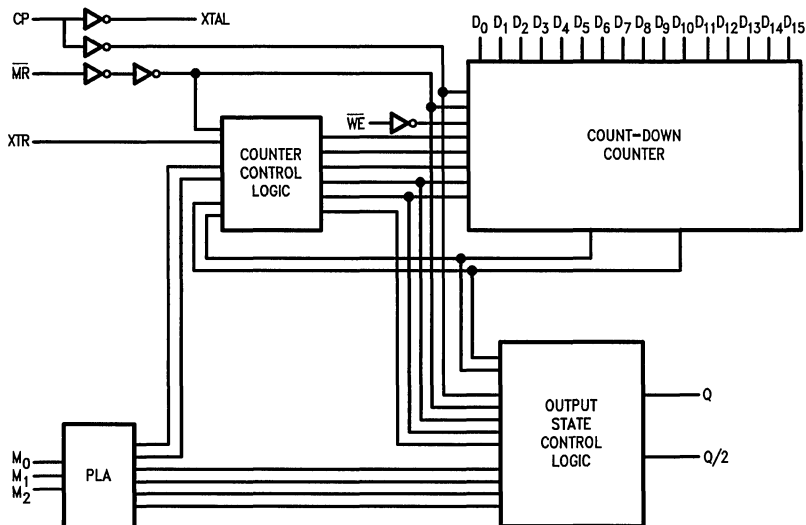 CP
XTAL
D0 D1 D2 D3 D4 D5 D6 D7 D8 D9 D10 D11 D12 D13 D14 D15
MR
WE
COUNT-DOWN
COUNTER
XTR
COUNTER
CONTROL
LOGIC
OUTPUT
STATE
CONTROL
LOGIC
Q
Q/2
M0
M1
M2
PLA